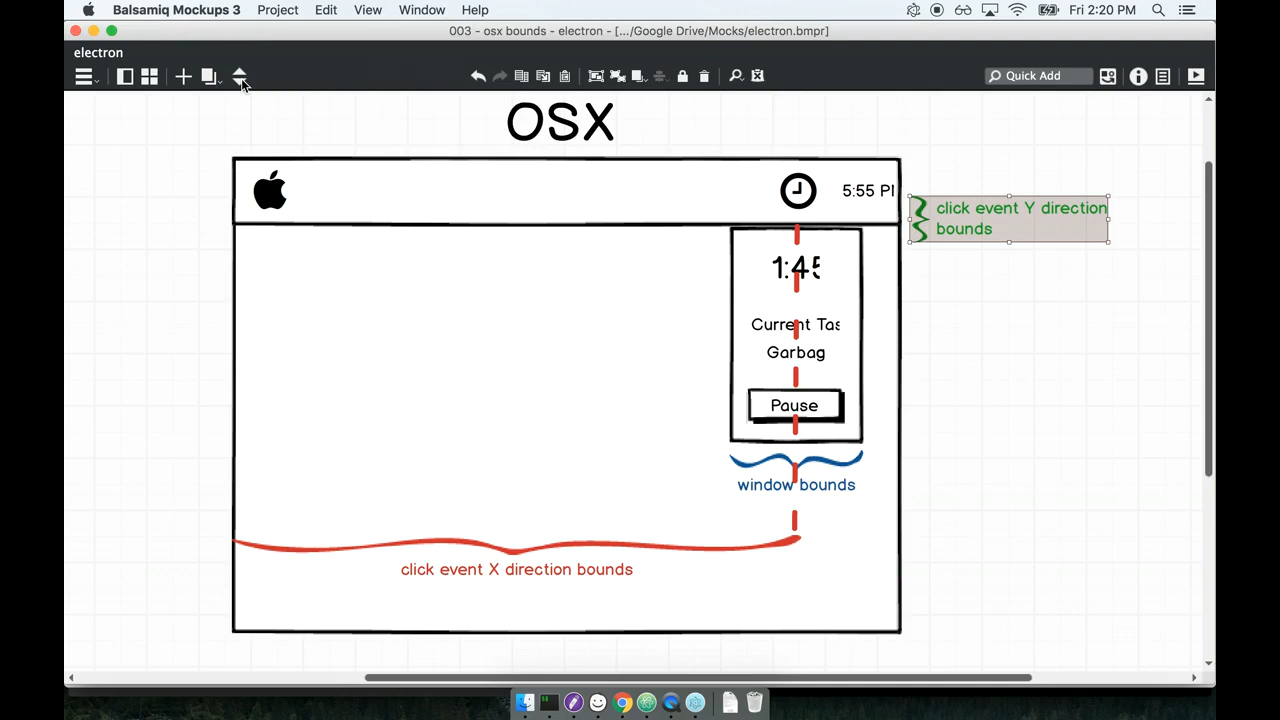 Balsamiq Mockups 3 Project Edit View Window Help Fri 2:20 PM
003 - osx bounds - electron - [.../Google Drive/Mocks/electron.bmpr]
electron
Quick Add
OSX
5:55 PI
click event Y direction
bounds
1:45
Current Tas
Garbag
Pause
window bounds
click event X direction bounds